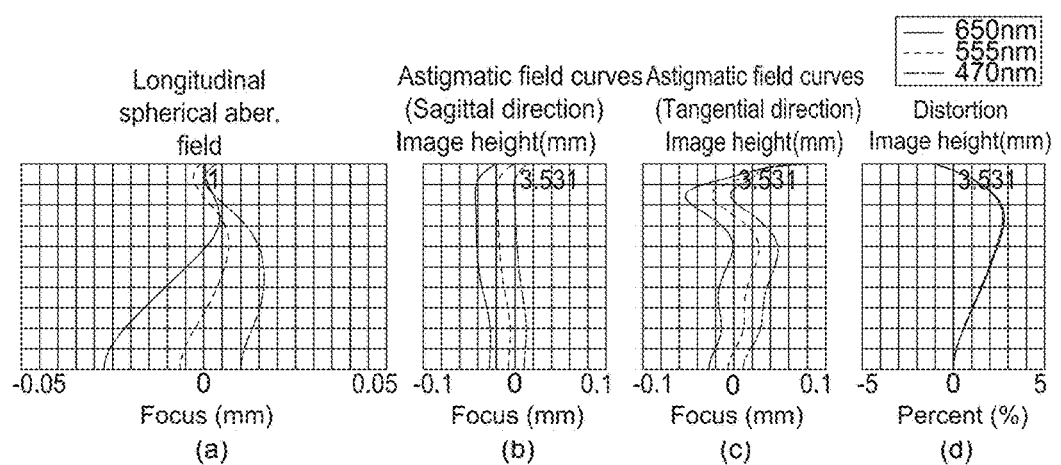 650nm
555nm
470nm
Longitudinal
spherical aber.
field
Astigmatic field curves
(Sagittal direction)
Image height(mm)
Astigmatic field curves
(Tangential direction)
Image height(mm)
Distortion
Image height(mm)
1
3.531
3.531
3.531
-0.05 0 0.05
Focus (mm)
(a)
-0.1 0 0.1
Focus (mm)
(b)
-0.1 0 0.1
Focus (mm)
(c)
-5 0 5
Percent (%)
(d)